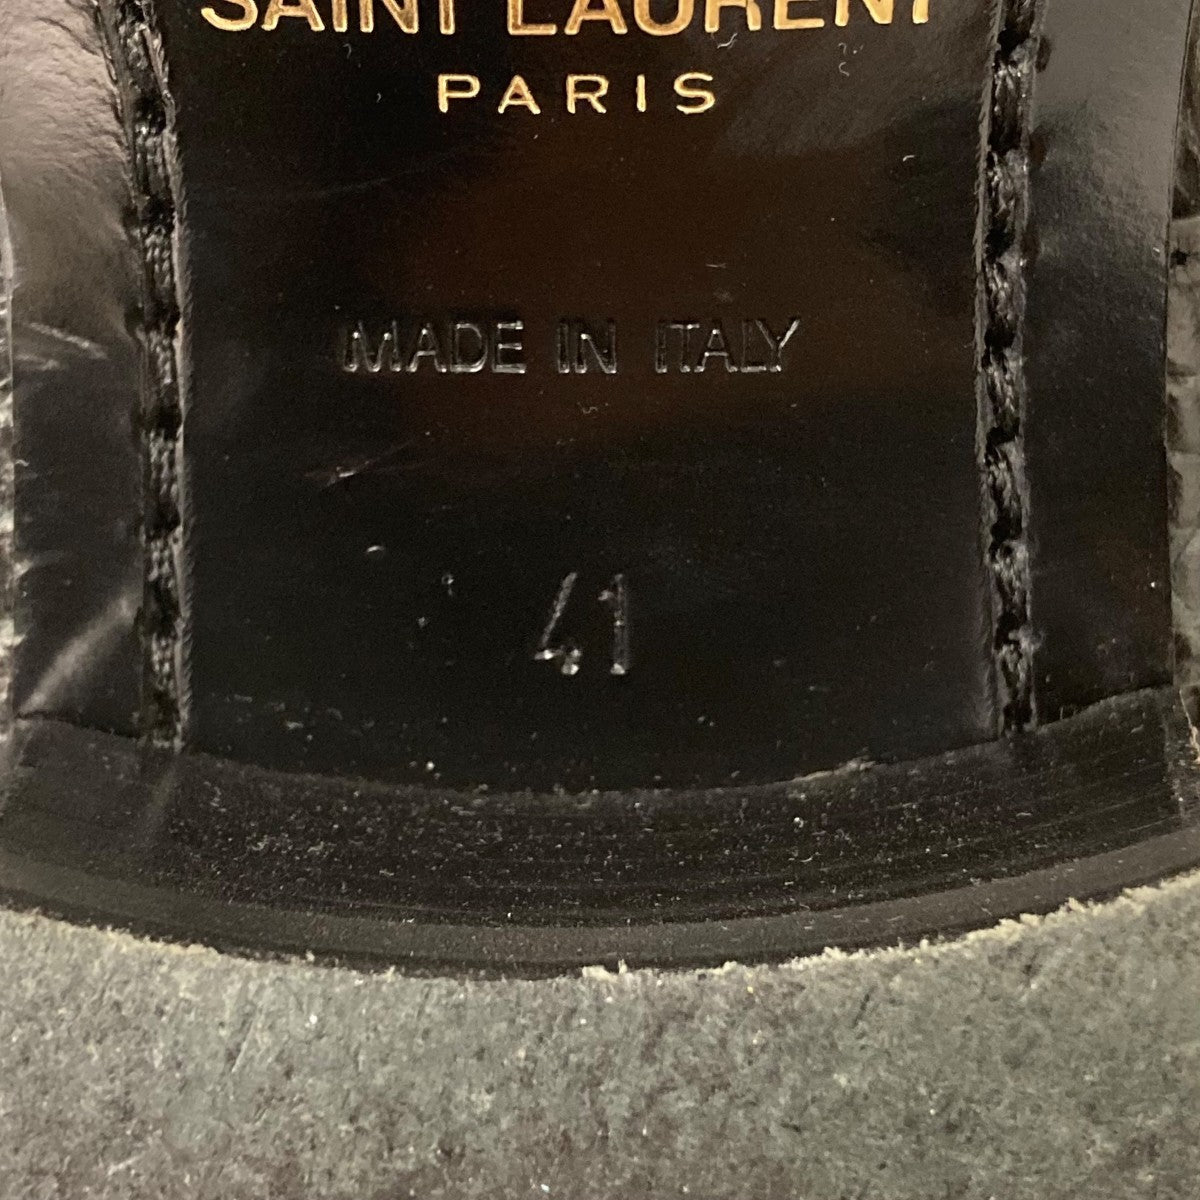 SAINT LAURENT
PARIS
MADE IN ITALY
41